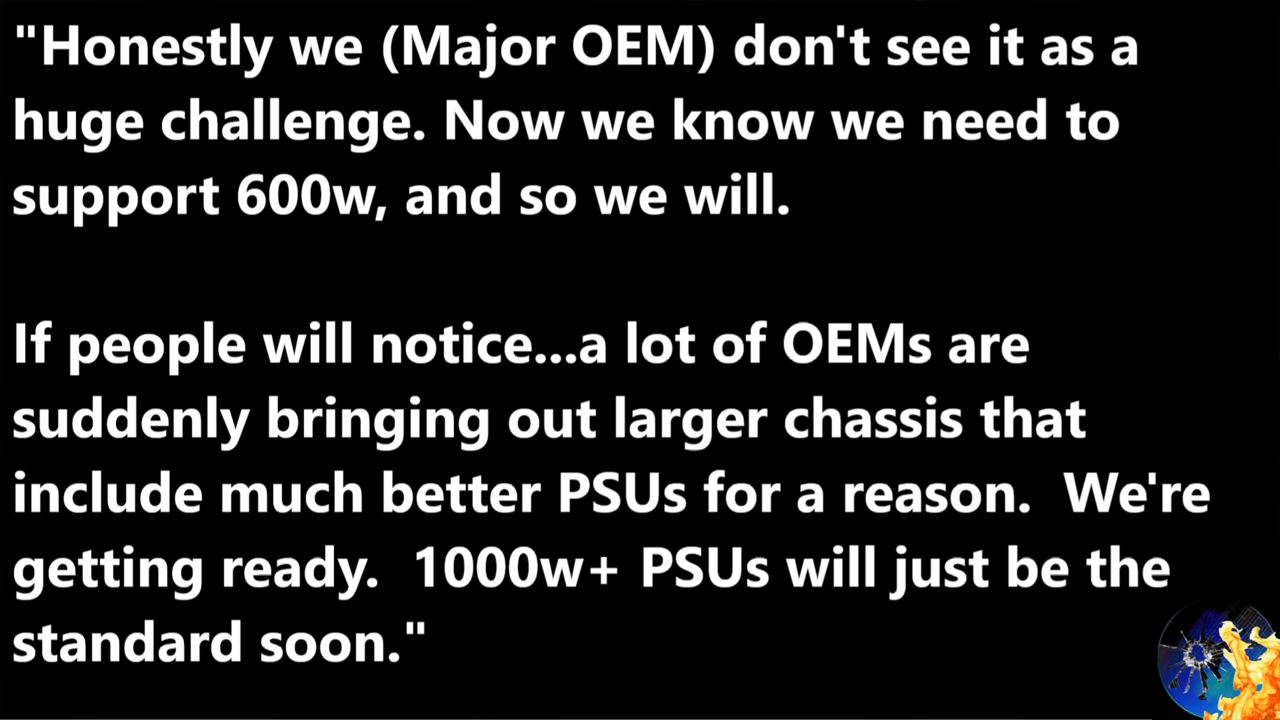 "Honestly we (Major OEM) don't see it as a
huge challenge. Now we know we need to
support 600w, and so we will.
If people will notice...a lot of OEMs are
suddenly bringing out larger chassis that
include much better PSUs for a reason.  We're
getting ready.  1000w+ PSUs will just be the
standard soon."